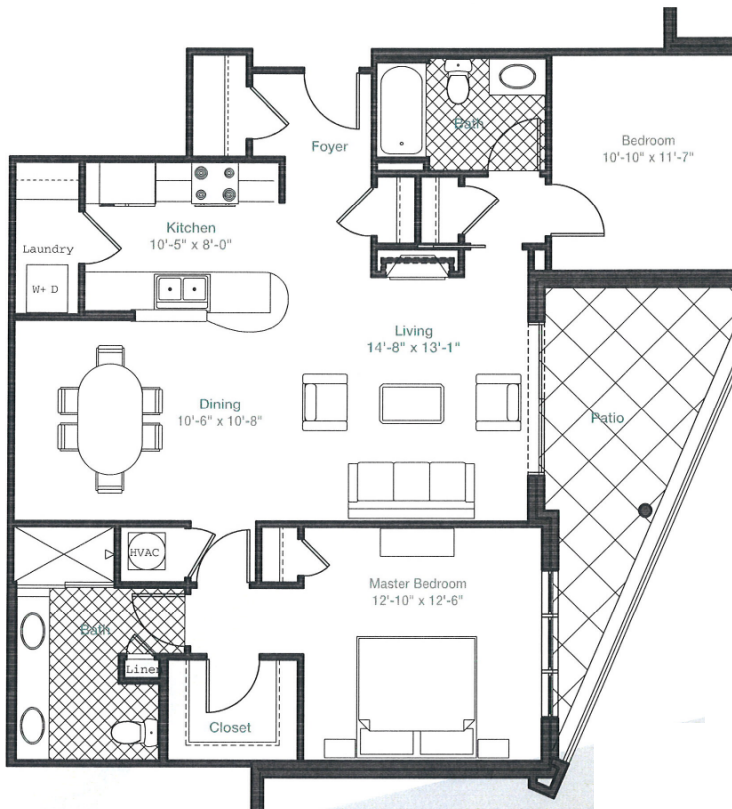 Bath
Bedroom
10'-10" x 11'-7"
Foyer
Kitchen
10'-5" x 8'-0"
Laundry
W+ D
Living
14'-8" x 13'-1"
Dining
10'-6" x 10'-8"
Patio
HVAC
Master Bedroom
12'-10" x 12'-6"
Bath
Linen
Closet